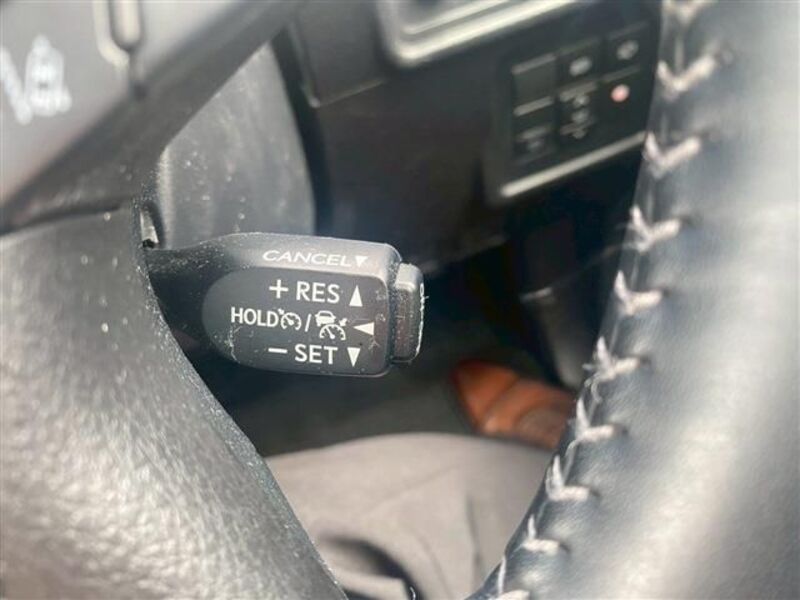 CANCEL▼
+ RES ▲
HOLD / ◀
− SET ▼